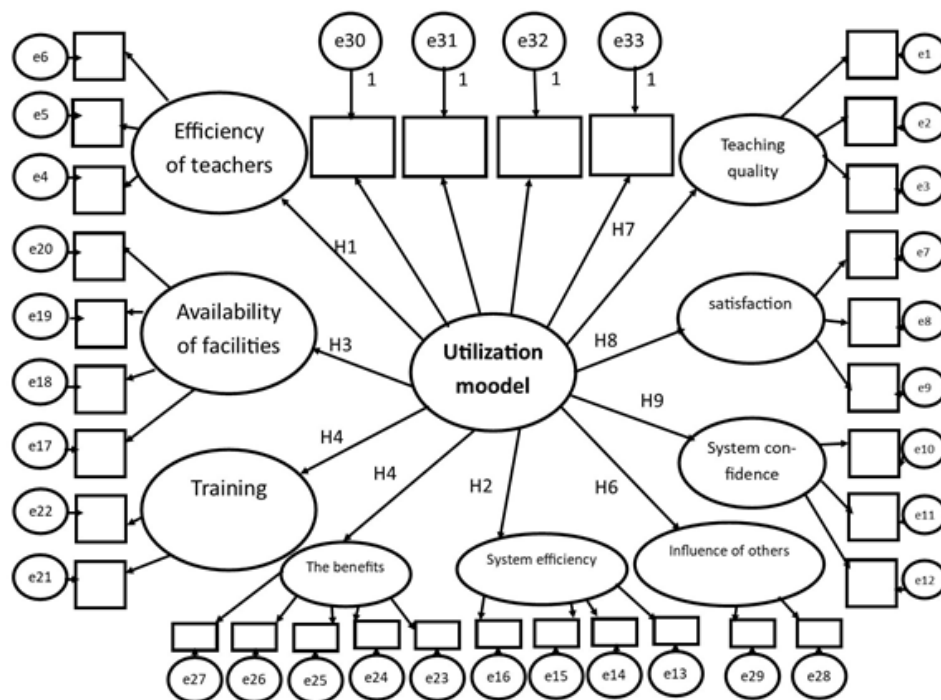 e30 e31 e32 e33
1 1 1 1
e6
e5
e4
Efficiency
of teachers
Teaching
quality
e1
e2
e3
H1
H7
e20
e19
e18
e17
Availability
of facilities
satisfaction
e7
e8
e9
H3
Utilization
moodel
H8
H9
H4
H4
H2
H6
Training
e22
e21
System con-
fidence
e10
e11
e12
The benefits
System efficiency
Influence of others
e27 e26 e25 e24 e23 e16 e15 e14 e13 e29 e28